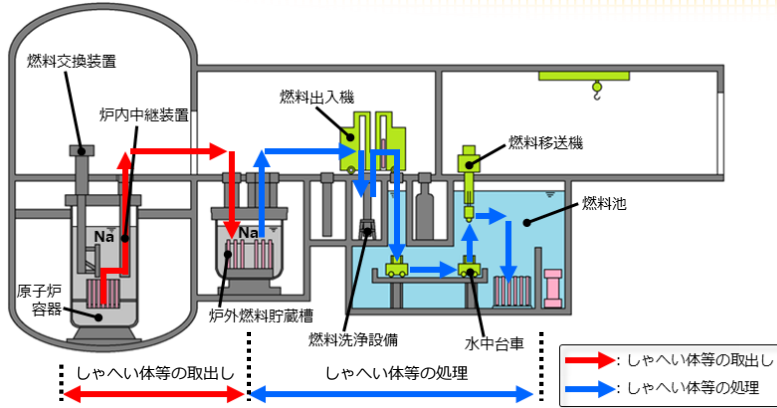 燃料交換装置
炉内中継装置
燃料出入機
燃料移送機
燃料池
Na
Na
原子炉
容器
炉外燃料貯蔵槽
燃料洗浄設備
水中台車
しゃへい体等の取出し
しゃへい体等の処理
: しゃへい体等の取出し
: しゃへい体等の処理